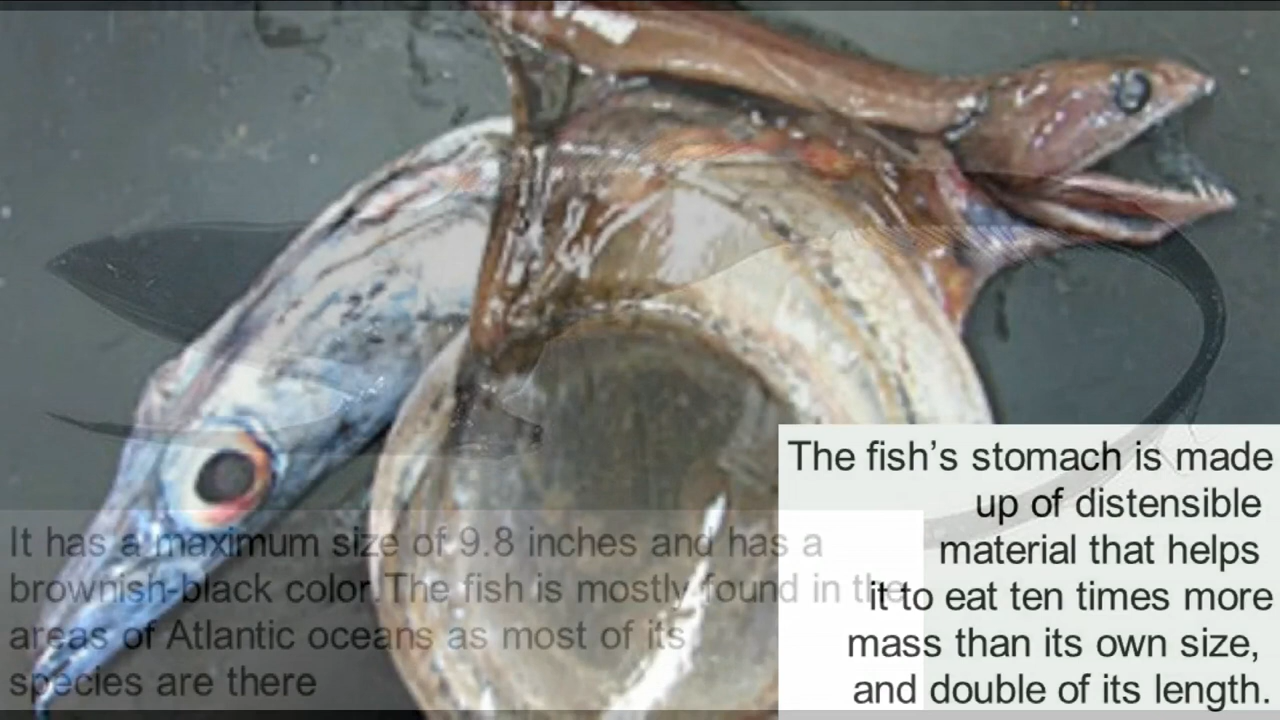 The fish's stomach is made
up of distensible
material that helps
it to eat ten times more
mass than its own size,
and double of its length.
It has a maximum size of 9.8 inches and has a
brownish-black color. The fish is mostly found in the
areas of Atlantic oceans as most of its
species are there